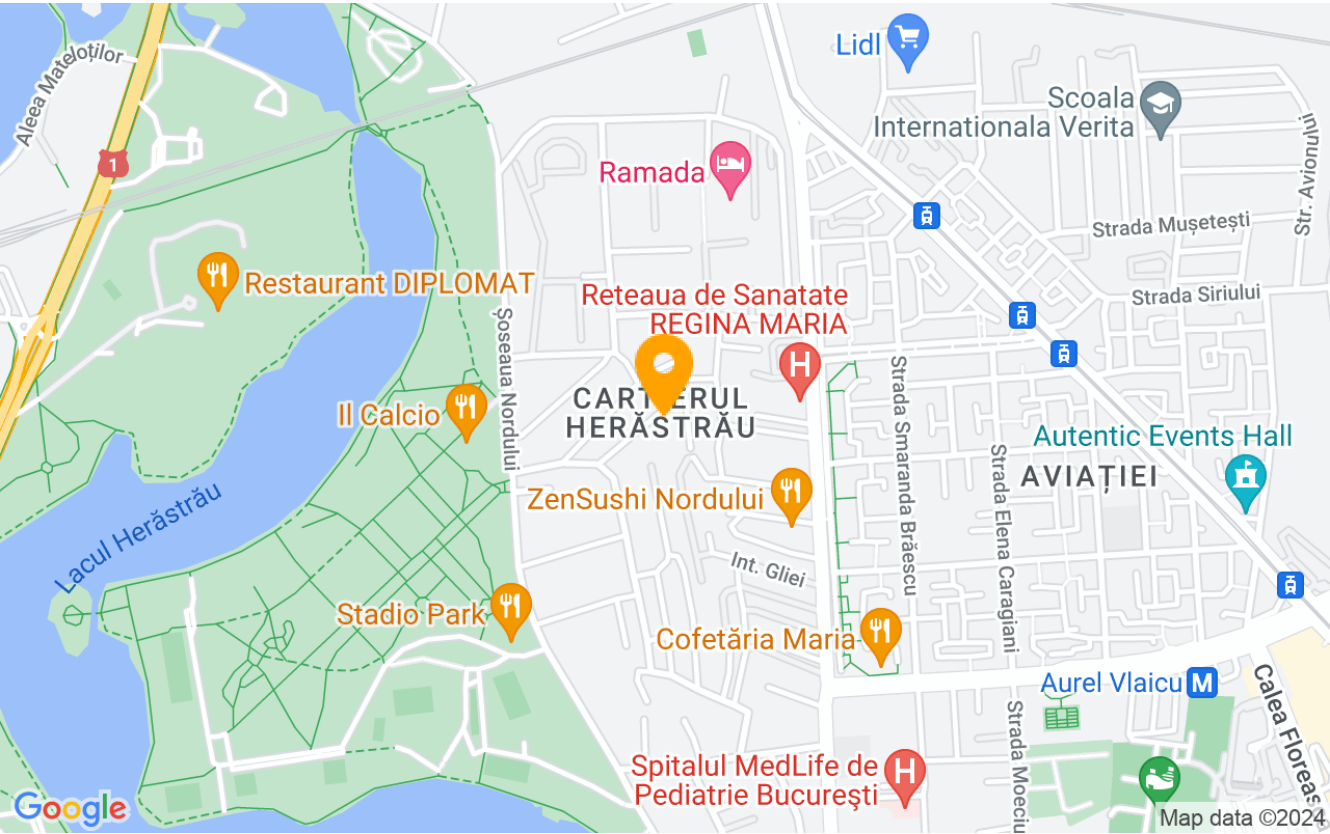 Aleea Mateloților
Lidl
Scoala
Internationala Verita
Str. Avionului
1
Ramada
Strada Mușetești
Restaurant DIPLOMAT
Reteaua de Sanatate
REGINA MARIA
Strada Siriului
Șoseaua Nordului
H
Strada Smaranda Brăescu
Il Calcio
CARTIERUL
HERĂSTRĂU
Autentic Events Hall
AVIAȚIEI
Strada Elena Caragiani
ZenSushi Nordului
Lacul Herăstrău
Int. Gliei
Stadio Park
Cofetăria Maria
Aurel Vlaicu M
Calea Floreas
Strada Moeciu
Spitalul MedLife de
Pediatrie București
H
Google
Map data ©2024